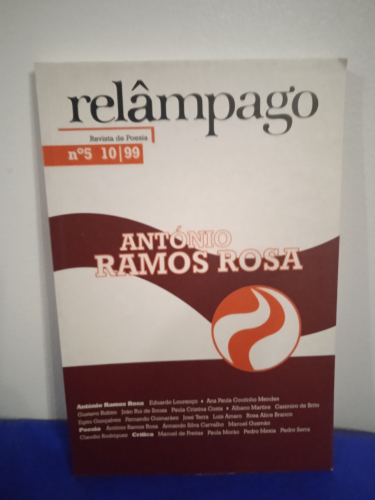 relâmpago
Revista de Poesia
nº5 10|99
ANTÓNIO
RAMOS ROSA
António Ramos Rosa Eduardo Lourenço • Ana Paula Coutinho Mendes
Gustavo Rubim João Rui de Sousa Paula Cristina Costa • Albano Martins Casimiro de Brito
Egito Gonçalves Fernando Guimarães José Terra Luís Amaro Rosa Alice Branco
Poesia António Ramos Rosa Armando Silva Carvalho Manuel Gusmão
Claudio Rodríguez Crítica Manuel de Freitas Paula Morão Pedro Mexia Pedro Serra